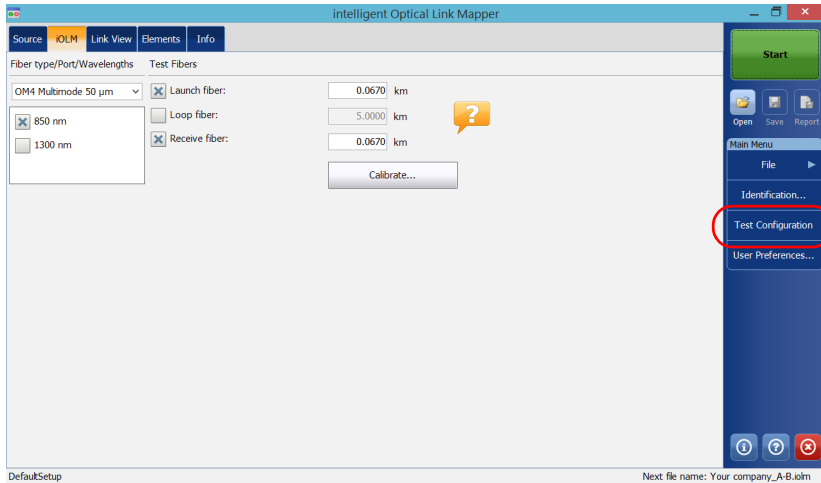 intelligent Optical Link Mapper
Source iOLM Link View Elements Info
Fiber type/Port/Wavelengths Test Fibers
OM4 Multimode 50 µm
850 nm
1300 nm
Launch fiber: 0.0670 km
Loop fiber: 5.0000 km
Receive fiber: 0.0670 km
?
Calibrate...
Start
Open Save Report
Main Menu
File
Identification...
Test Configuration
User Preferences...
i ? x
DefaultSetup
Next file name: Your company_A-B.iolm